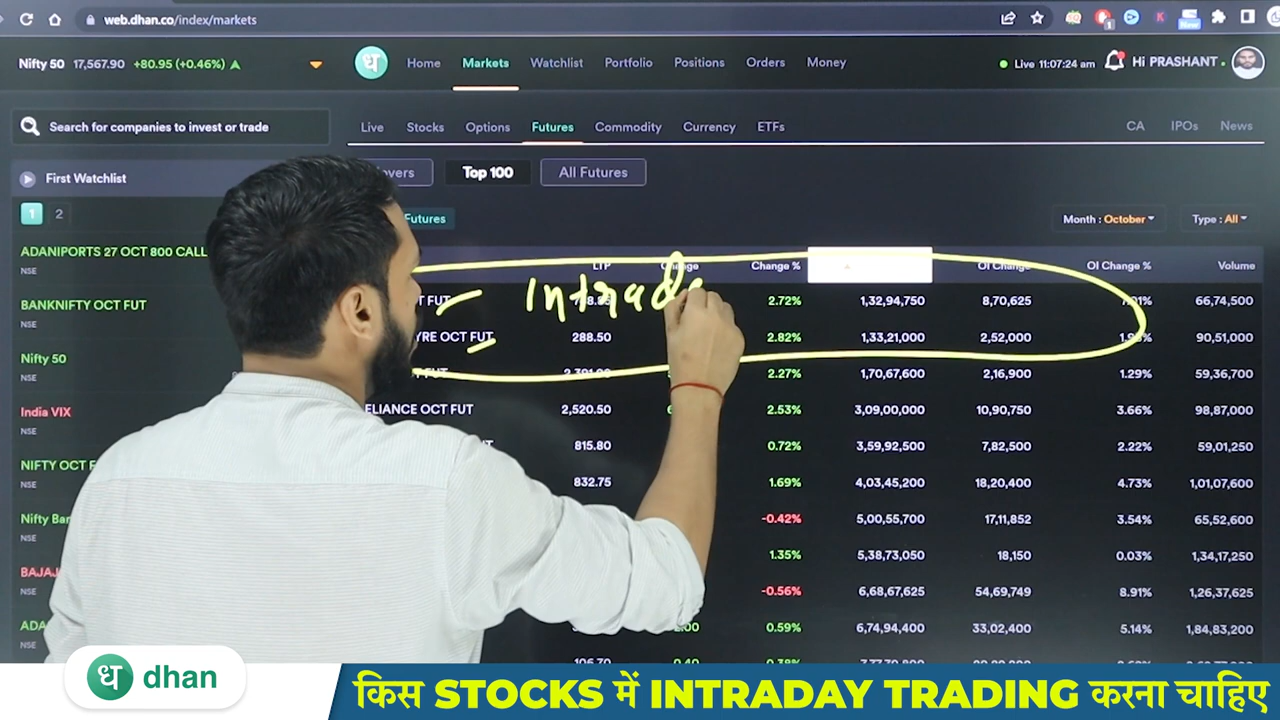 web.dhan.co/index/markets
New
1
Nifty 50 17,567.90 +80.95 (+0.46%)
ध Home Markets Watchlist Portfolio Positions Orders Money
Live 11:07:24 am Hi PRASHANT
Search for companies to invest or trade
Live Stocks Options Futures Commodity Currency ETFs CA IPOs News
First Watchlist
Top 100 All Futures
1 2
Futures Month : October Type : All
ADANIPORTS 27 OCT 800 CALL
NSE
LTP Change Change % OI Change OI Change % Volume
Intrada
BANKNIFTY OCT FUT
NSE
FUT 2.72% 1,32,94,750 8,70,625 66,74,500
YRE OCT FUT 288.50 2.82% 1,33,21,000 2,52,000 90,51,000
Nifty 50
NSE
FUT 2.27% 1,70,67,600 2,16,900 1.29% 59,36,700
India VIX
NSE
ELIANCE OCT FUT 2,520.50 2.53% 3,09,00,000 10,90,750 3.66% 98,87,000
815.80 0.72% 3,59,92,500 7,82,500 2.22% 59,01,250
NIFTY OCT F
NSE
832.75 1.69% 4,03,45,200 18,20,400 4.73% 1,01,07,600
Nifty Ban
NSE
-0.42% 5,00,55,700 17,11,852 3.54% 65,52,600
1.35% 5,38,73,050 18,150 0.03% 1,34,17,250
BAJAJ
NSE
-0.56% 6,68,67,625 54,69,749 8.91% 1,26,37,625
ADA
NSE
0.59% 6,74,94,400 33,02,400 5.14% 1,84,83,200
ध dhan
किस STOCKS में INTRADAY TRADING करना चाहिए